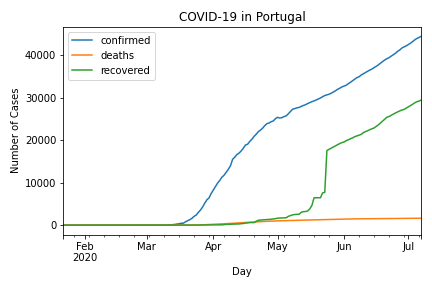 COVID-19 in Portugal
confirmed
deaths
recovered
Number of Cases
40000
30000
20000
10000
0
Feb Mar Apr May Jun Jul
2020
Day